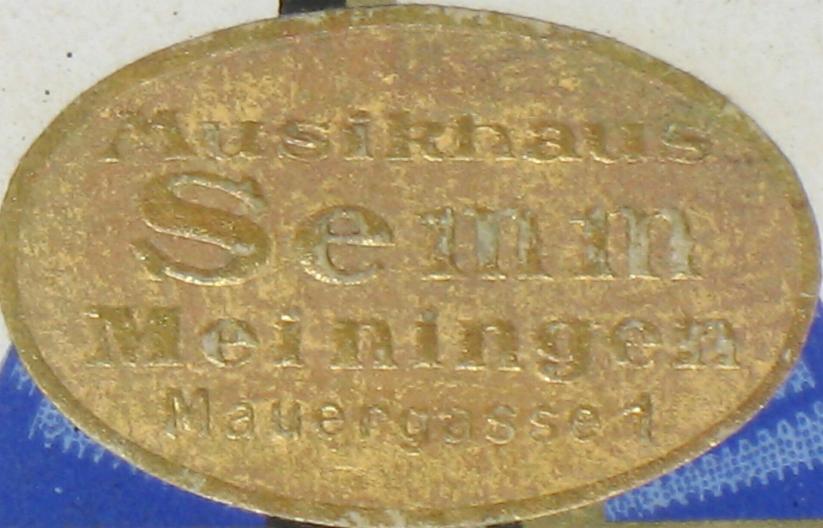 Musikhaus
Semm
Meiningen
Mauergasse 1